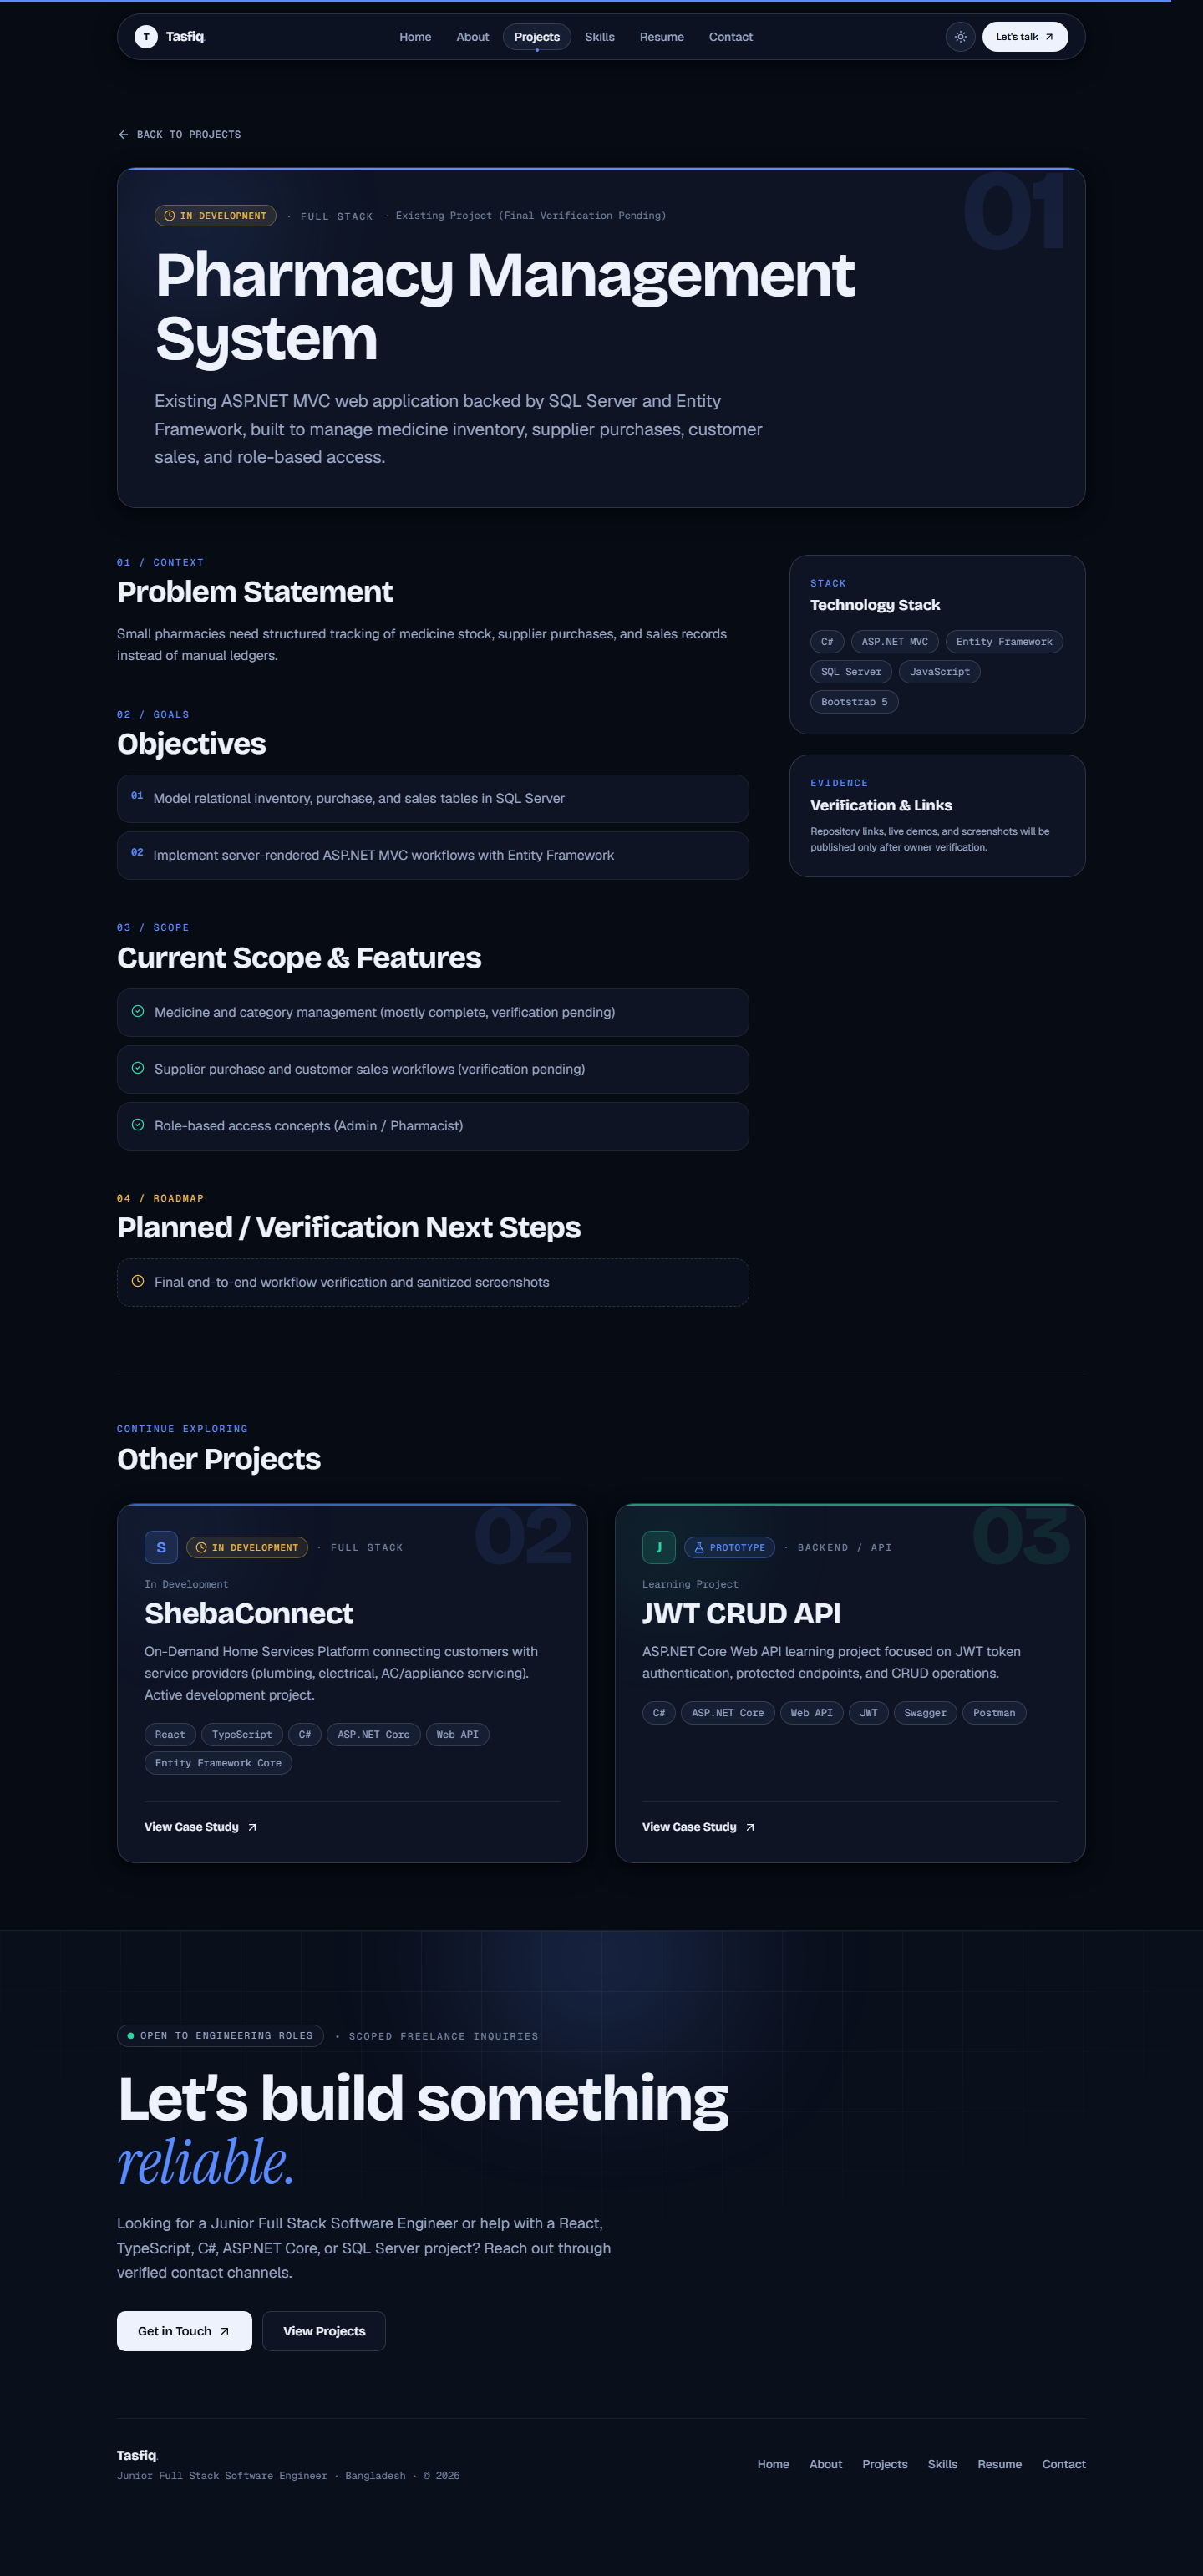 T Tasfiq.
Home About Projects Skills Resume Contact
Let's talk
BACK TO PROJECTS
01
IN DEVELOPMENT · FULL STACK · Existing Project (Final Verification Pending)
Pharmacy Management
System
Existing ASP.NET MVC web application backed by SQL Server and Entity
Framework, built to manage medicine inventory, supplier purchases, customer
sales, and role-based access.
01 / CONTEXT
Problem Statement
Small pharmacies need structured tracking of medicine stock, supplier purchases, and sales records
instead of manual ledgers.
02 / GOALS
Objectives
01 Model relational inventory, purchase, and sales tables in SQL Server
02 Implement server-rendered ASP.NET MVC workflows with Entity Framework
03 / SCOPE
Current Scope & Features
Medicine and category management (mostly complete, verification pending)
Supplier purchase and customer sales workflows (verification pending)
Role-based access concepts (Admin / Pharmacist)
04 / ROADMAP
Planned / Verification Next Steps
Final end-to-end workflow verification and sanitized screenshots
STACK
Technology Stack
C# ASP.NET MVC Entity Framework
SQL Server JavaScript
Bootstrap 5
EVIDENCE
Verification & Links
Repository links, live demos, and screenshots will be
published only after owner verification.
CONTINUE EXPLORING
Other Projects
02
S IN DEVELOPMENT · FULL STACK
In Development
ShebaConnect
On-Demand Home Services Platform connecting customers with
service providers (plumbing, electrical, AC/appliance servicing).
Active development project.
React TypeScript C# ASP.NET Core Web API
Entity Framework Core
View Case Study
03
J PROTOTYPE · BACKEND / API
Learning Project
JWT CRUD API
ASP.NET Core Web API learning project focused on JWT token
authentication, protected endpoints, and CRUD operations.
C# ASP.NET Core Web API JWT Swagger Postman
View Case Study
OPEN TO ENGINEERING ROLES • SCOPED FREELANCE INQUIRIES
Let's build something
reliable.
Looking for a Junior Full Stack Software Engineer or help with a React,
TypeScript, C#, ASP.NET Core, or SQL Server project? Reach out through
verified contact channels.
Get in Touch View Projects
Tasfiq.
Junior Full Stack Software Engineer · Bangladesh · © 2026
Home About Projects Skills Resume Contact